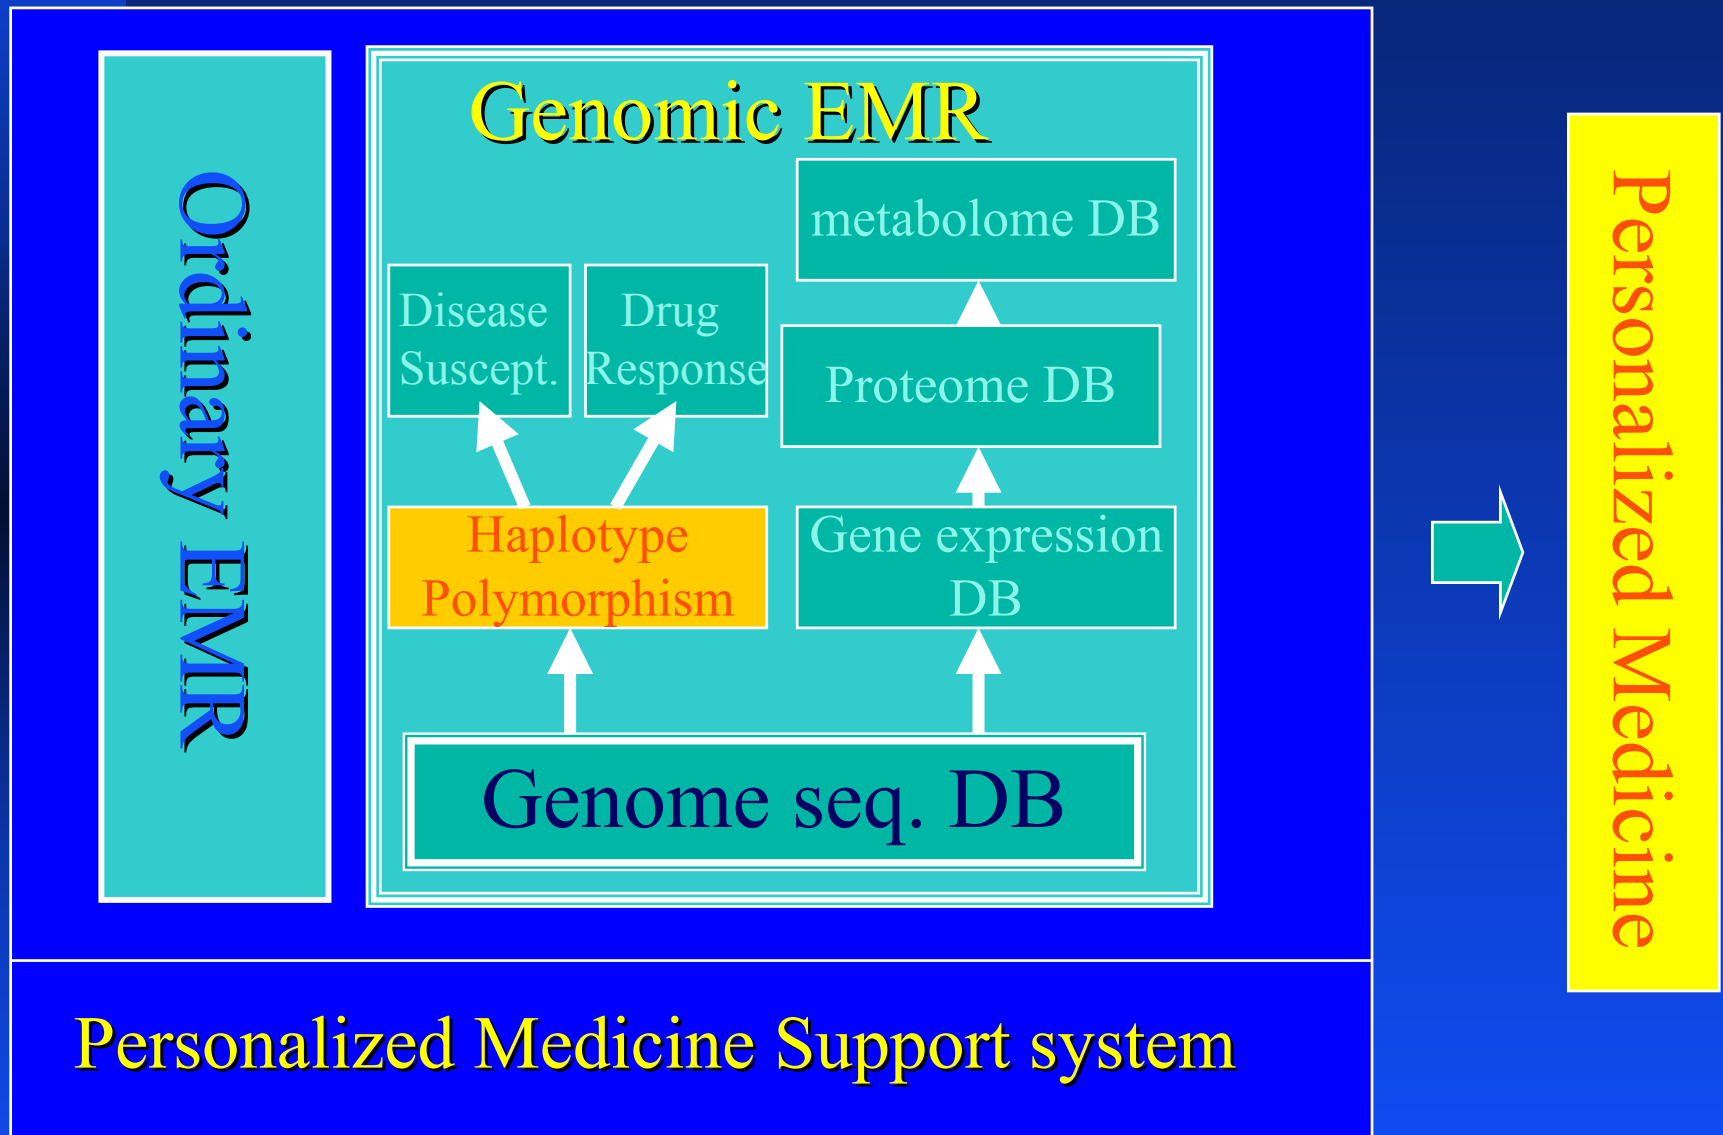 Ordinary EMR
Genomic EMR
metabolome DB
Disease
Suscept.
Drug
Response
Proteome DB
Haplotype
Polymorphism
Gene expression
DB
Genome seq. DB
Personalized Medicine
Personalized Medicine Support system